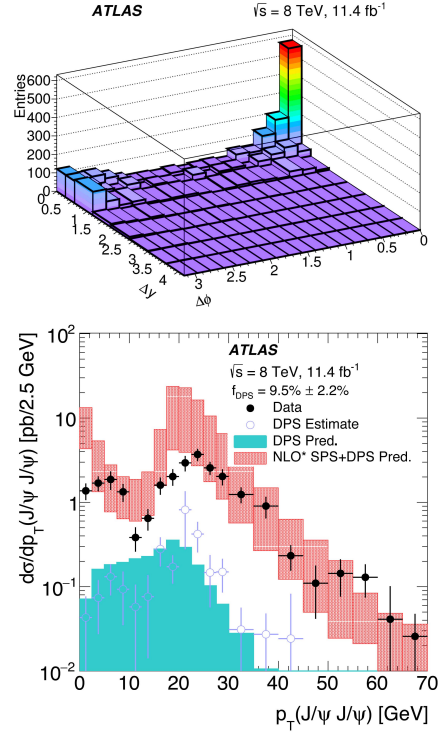 ATLAS √s = 8 TeV, 11.4 fb⁻¹
Entries
600
500
400
300
200
100
0
0.5
1
1.5
2
2.5
3
3.5
4
Δy
3
2.5
2
1.5
1
0.5
0
Δϕ
dσ/dp_T(J/ψ J/ψ) [pb/2.5 GeV]
10²
10
1
10⁻¹
10⁻²
ATLAS
√s = 8 TeV, 11.4 fb⁻¹
f_DPS = 9.5% ± 2.2%
Data
DPS Estimate
DPS Pred.
NLO* SPS+DPS Pred.
0 10 20 30 40 50 60 70
p_T(J/ψ J/ψ) [GeV]